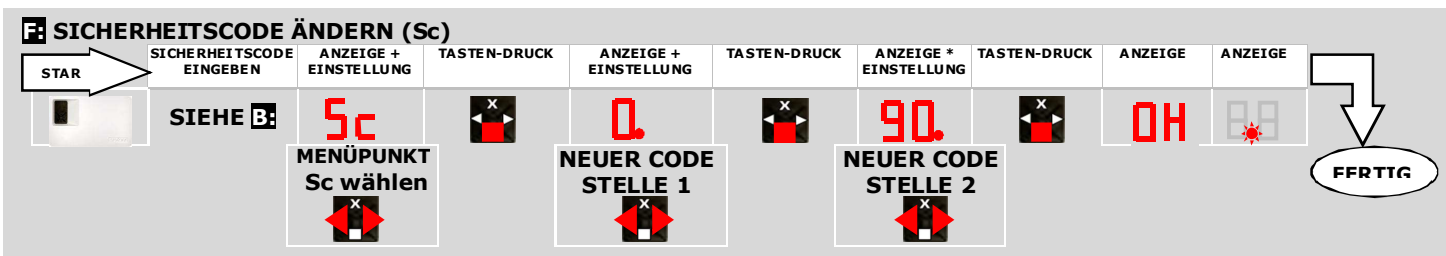 F: SICHERHEITSCODE ÄNDERN (Sc)
STAR
SICHERHEITSCODE EINGEBEN
ANZEIGE + EINSTELLUNG
TASTEN-DRUCK
ANZEIGE + EINSTELLUNG
TASTEN-DRUCK
ANZEIGE * EINSTELLUNG
TASTEN-DRUCK
ANZEIGE
ANZEIGE
SIEHE B:
Sc
X
0.
X
90.
X
0H
MENÜPUNKT
Sc wählen
X
NEUER CODE
STELLE 1
X
NEUER CODE
STELLE 2
X
FERTIG